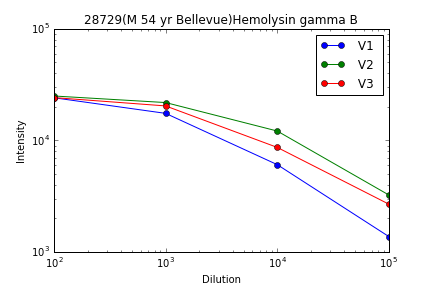 28729(M 54 yr Bellevue)Hemolysin gamma B
10^5
V1
V2
V3
10^4
Intensity
10^3
10^2 10^3 10^4 10^5
Dilution